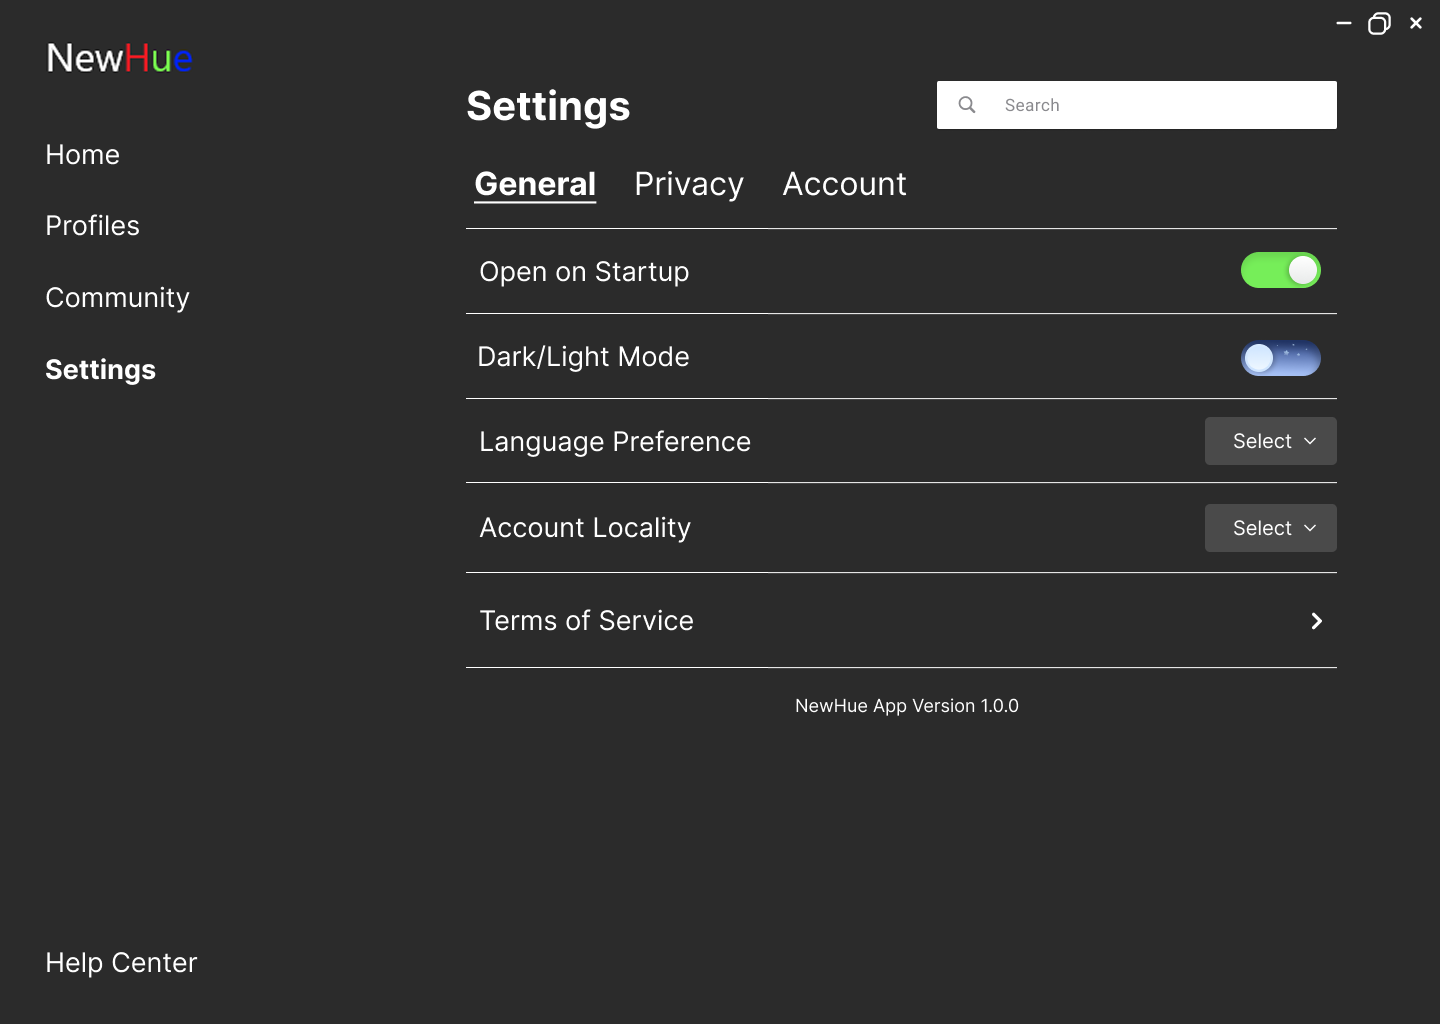 NewHue
Home
Profiles
Community
Settings
Help Center
Settings
Search
General Privacy Account
Open on Startup
Dark/Light Mode
Language Preference Select
Account Locality Select
Terms of Service
NewHue App Version 1.0.0